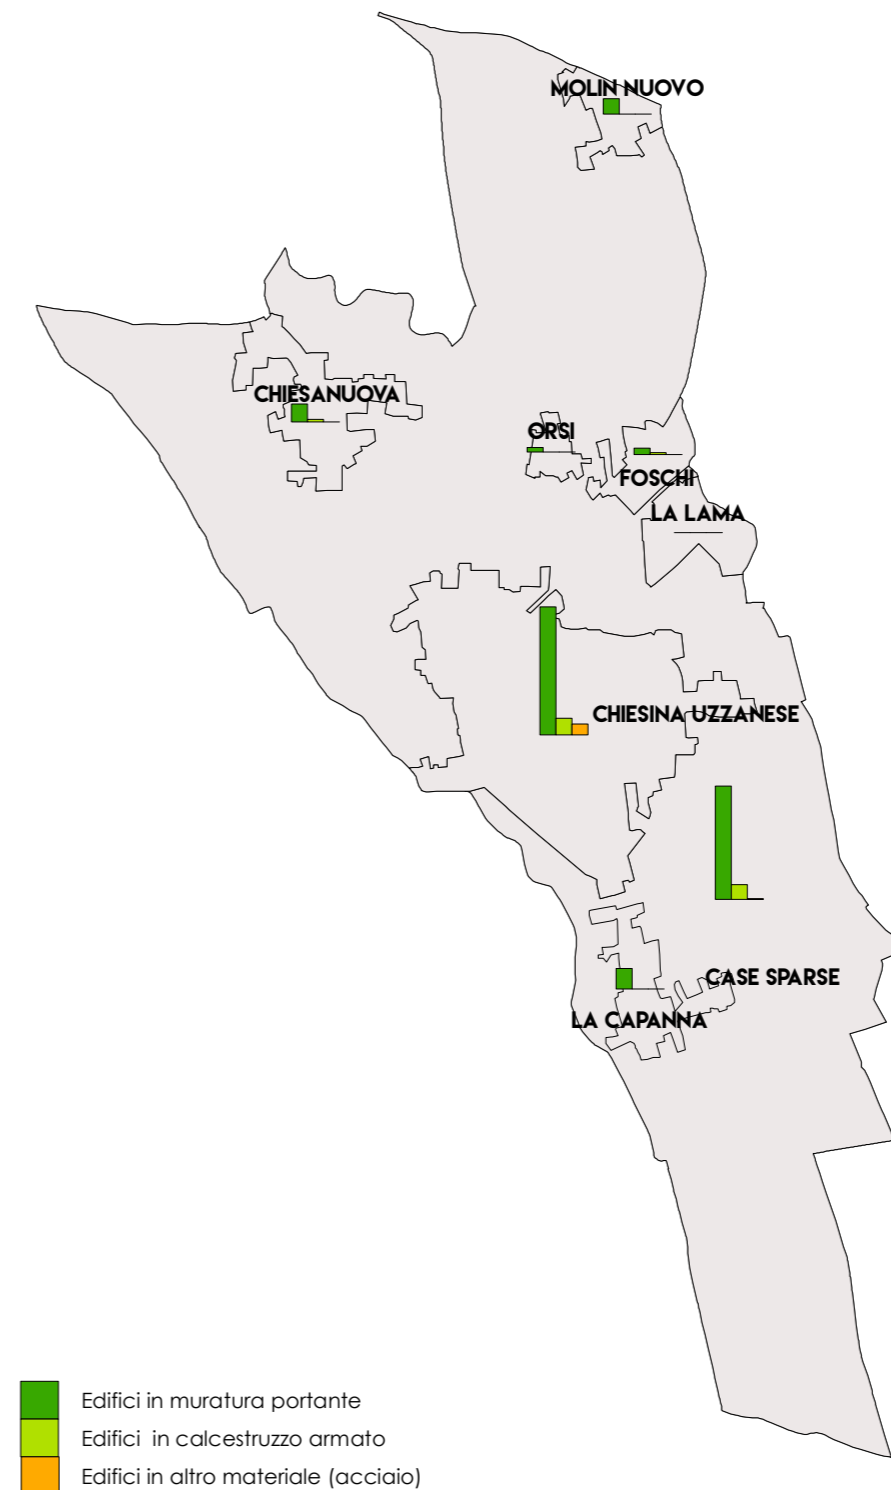 MOLIN NUOVO
CHIESANUOVA
ORSI
FOSCHI
LA LAMA
CHIESINA UZZANESE
CASE SPARSE
LA CAPANNA
Edifici in muratura portante
Edifici in calcestruzzo armato
Edifici in altro materiale (acciaio)